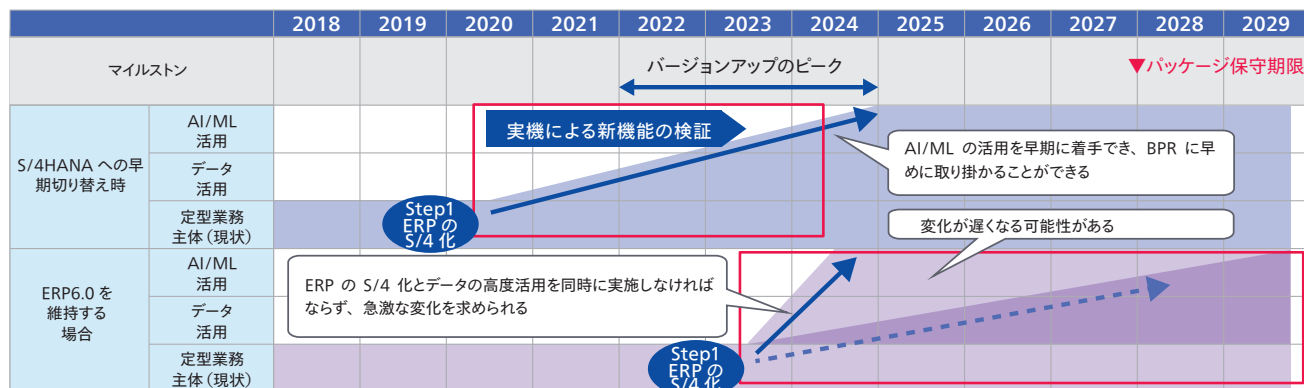 2018 2019 2020 2021 2022 2023 2024 2025 2026 2027 2028 2029
マイルストン
バージョンアップのピーク
▼パッケージ保守期限
S/4HANA への早
期切り替え時
AI/ML
活用
データ
活用
定型業務
主体(現状)
実機による新機能の検証
Step1
ERP の
S/4 化
AI/ML の活用を早期に着手でき、BPR に早
めに取り掛かることができる
変化が遅くなる可能性がある
ERP6.0 を
維持する
場合
AI/ML
活用
データ
活用
定型業務
主体(現状)
ERP の S/4 化とデータの高度活用を同時に実施しなければ
ならず、急激な変化を求められる
Step1
ERP の
S/4 化